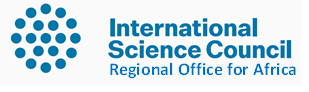 International
Science Council
Regional Office for Africa